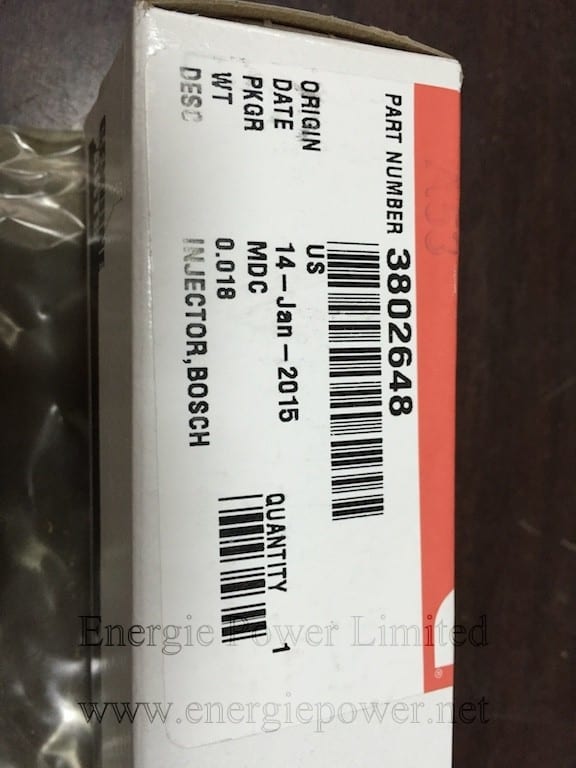 PART NUMBER 3802648
ORIGIN US
DATE 14-Jan-2015
PKGR MDC
WT 0.018
DESC INJECTOR,BOSCH
QUANTITY 1
®
Energie Power Limited
www.energiepower.net